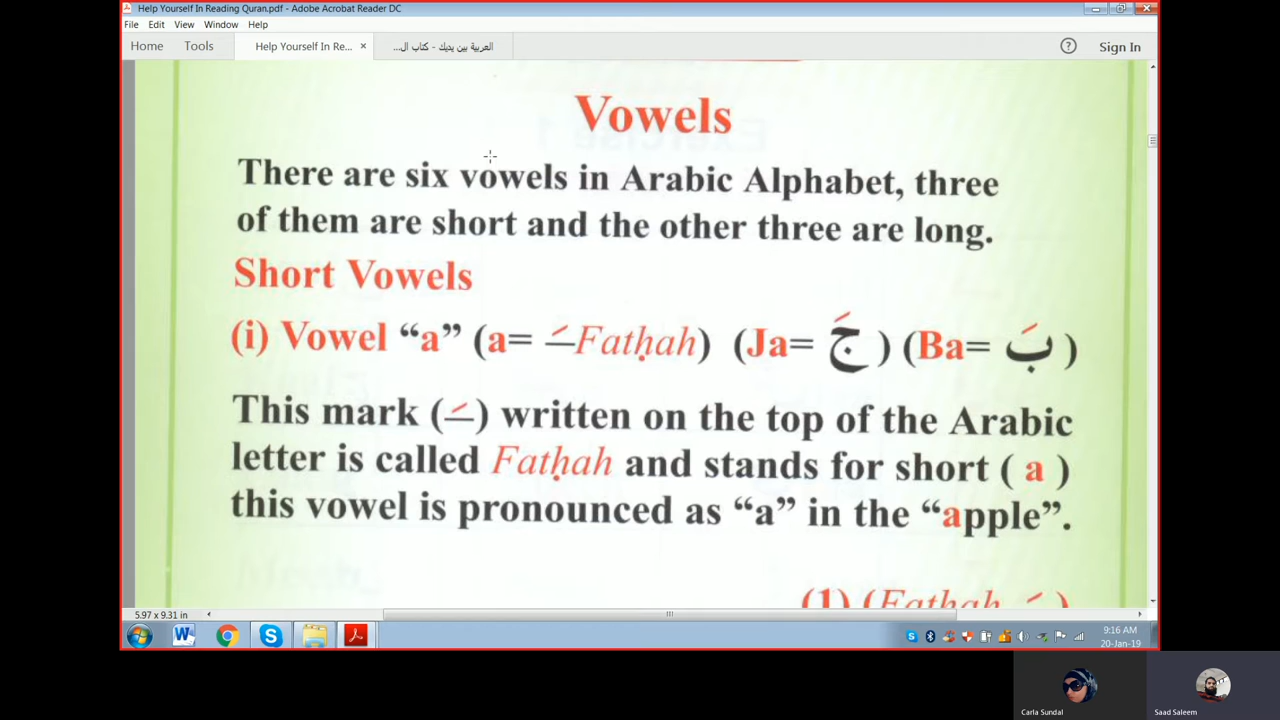 Help Yourself In Reading Quran.pdf - Adobe Acrobat Reader DC
File Edit View Window Help
Home Tools Help Yourself In Re... × العربية بين يديك - كتاب ال... ? Sign In
Vowels
There are six vowels in Arabic Alphabet, three
of them are short and the other three are long.
Short Vowels
(i) Vowel “a” (a= ـَ Fatḥah) (Ja= جَ ) (Ba= بَ )
This mark (ـَ) written on the top of the Arabic
letter is called Fatḥah and stands for short ( a )
this vowel is pronounced as “a” in the “apple”.
(1) (Fatḥah ـَ )
5.97 x 9.31 in
9:16 AM
20-Jan-19
Carla Sundal
Saad Saleem